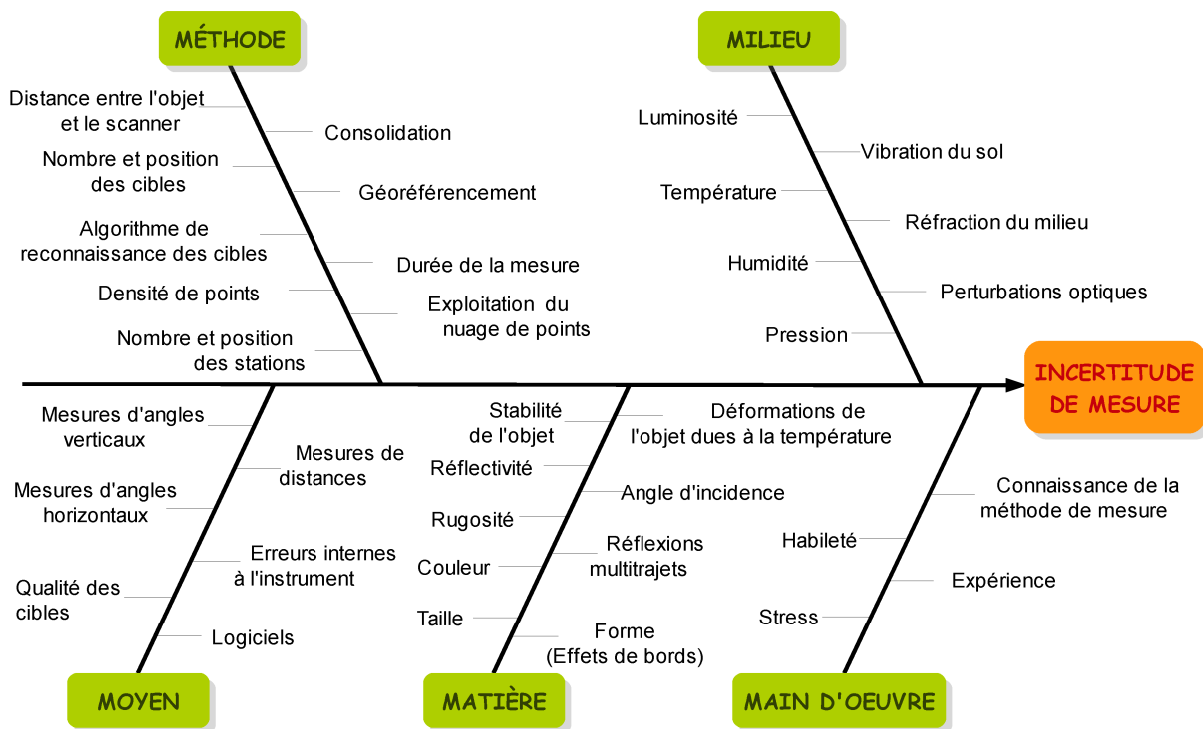 MÉTHODE
MILIEU
Distance entre l'objet
et le scanner
Consolidation
Nombre et position
des cibles
Géoréférencement
Algorithme de
reconnaissance des cibles
Durée de la mesure
Densité de points
Exploitation du
nuage de points
Nombre et position
des stations
Luminosité
Vibration du sol
Température
Réfraction du milieu
Humidité
Perturbations optiques
Pression
INCERTITUDE
DE MESURE
Mesures d'angles
verticaux
Mesures de
distances
Mesures d'angles
horizontaux
Erreurs internes
à l'instrument
Qualité des
cibles
Logiciels
Stabilité
de l'objet
Déformations de
l'objet dues à la température
Réflectivité
Angle d'incidence
Rugosité
Réflexions
multitrajets
Couleur
Taille
Forme
(Effets de bords)
Connaissance de la
méthode de mesure
Habileté
Expérience
Stress
MOYEN
MATIÈRE
MAIN D'OEUVRE